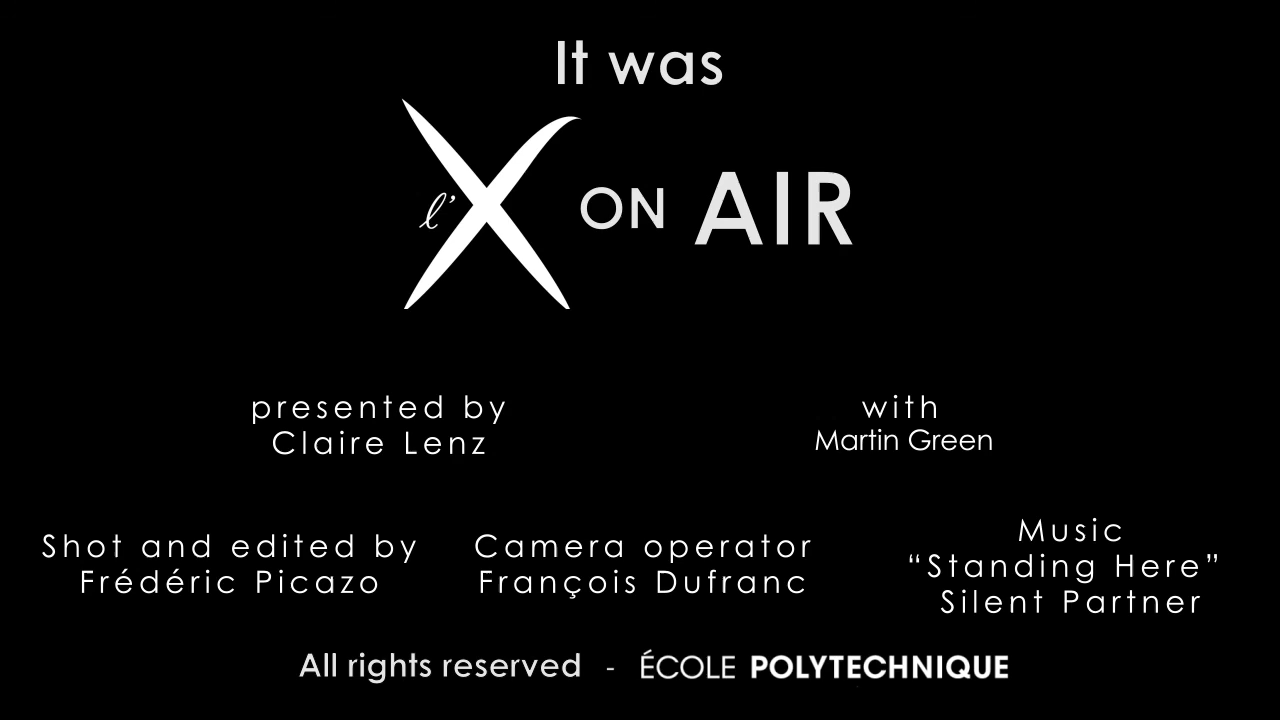 It was
l'X ON AIR
presented by
Claire Lenz
with
Martin Green
Shot and edited by
Frédéric Picazo
Camera operator
François Dufranc
Music
“Standing Here”
Silent Partner
All rights reserved - ÉCOLE POLYTECHNIQUE